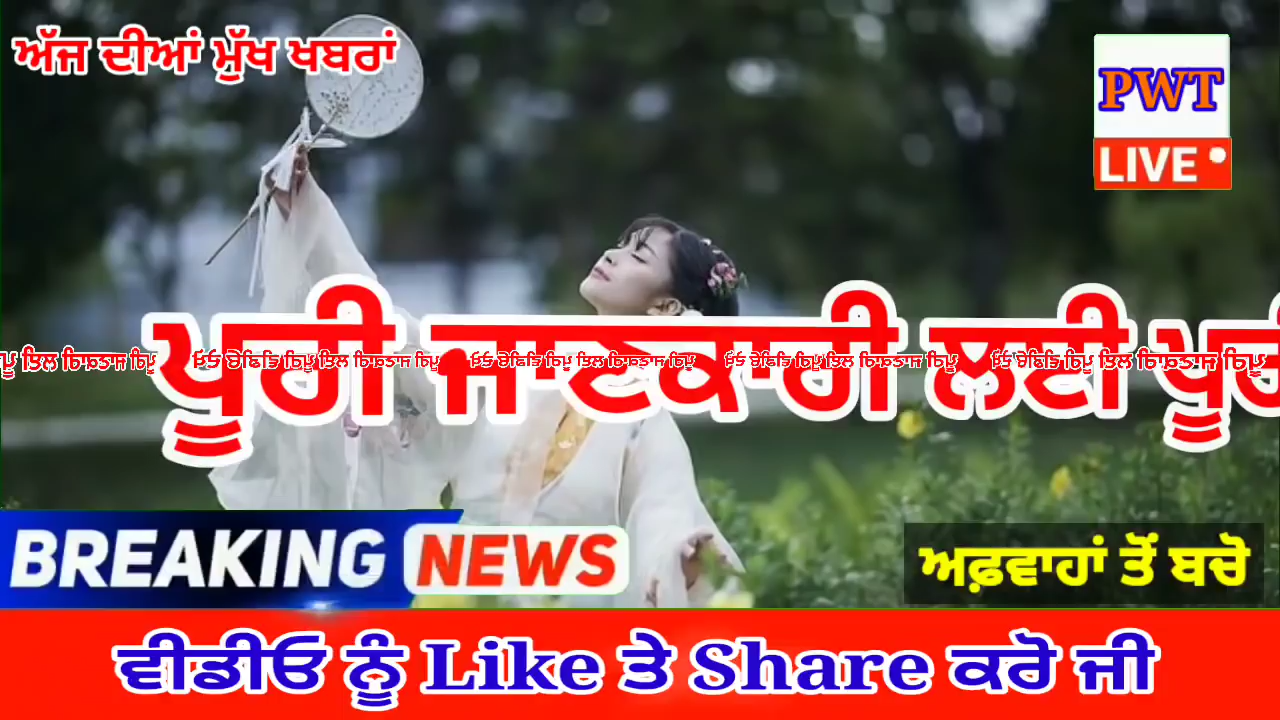 ਅੱਜ ਦੀਆਂ ਮੁੱਖ ਖਬਰਾਂ
PWT
LIVE
ਪੂਰੀ ਜਾਣਕਾਰੀ ਲਈ ਪੂਰੀ
BREAKING NEWS
ਅਫ਼ਵਾਹਾਂ ਤੋਂ ਬਚੋ
ਵੀਡੀਓ ਨੂੰ Like ਤੇ Share ਕਰੋ ਜੀ